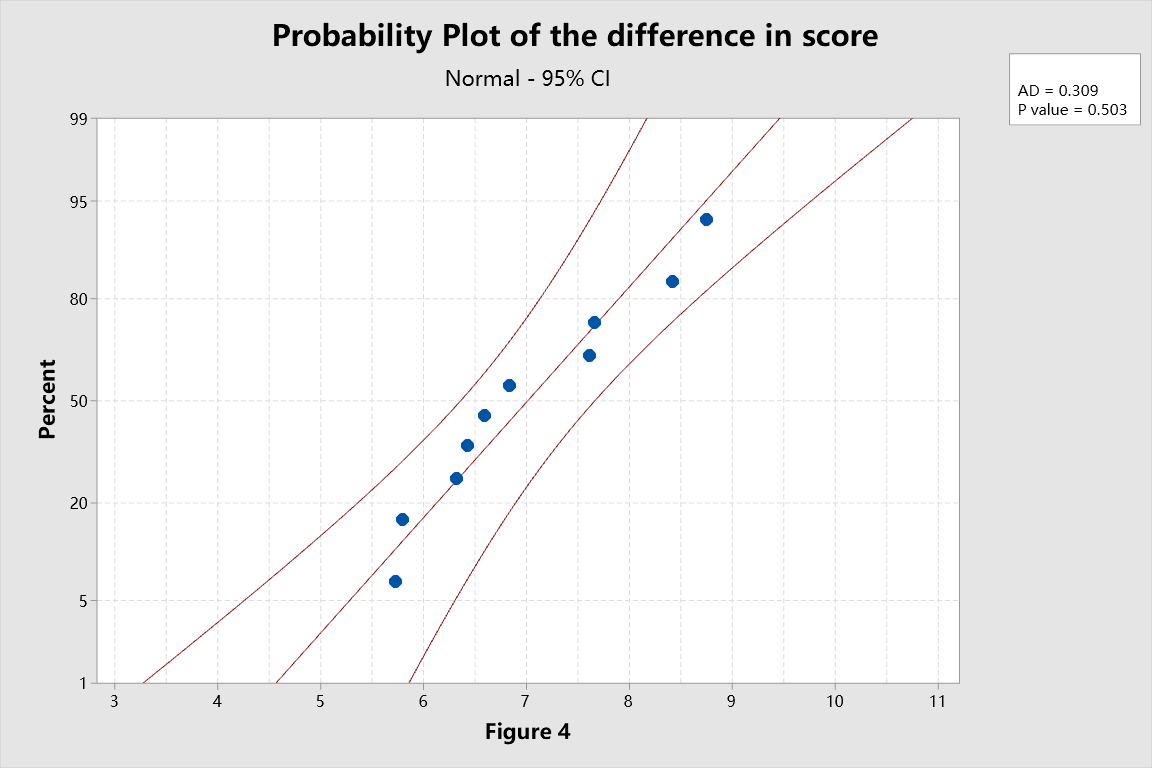 Probability Plot of the difference in score
Normal - 95% CI
AD = 0.309
P value = 0.503
99
95
80
50
20
5
1
Percent
3 4 5 6 7 8 9 10 11
Figure 4